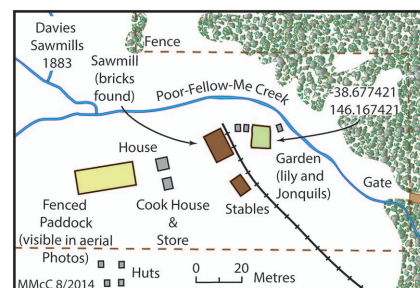 Davies
Sawmills
1883
Fence
Sawmill
(bricks
found)
Poor-Fellow-Me Creek
-38.677421
146.167421
House
Garden
(lily and
Jonquils)
Gate
Cook House
&
Store
Stables
Fenced
Paddock
(visible in aerial
Photos)
Huts
0 20
Metres
MMcC 8/2014